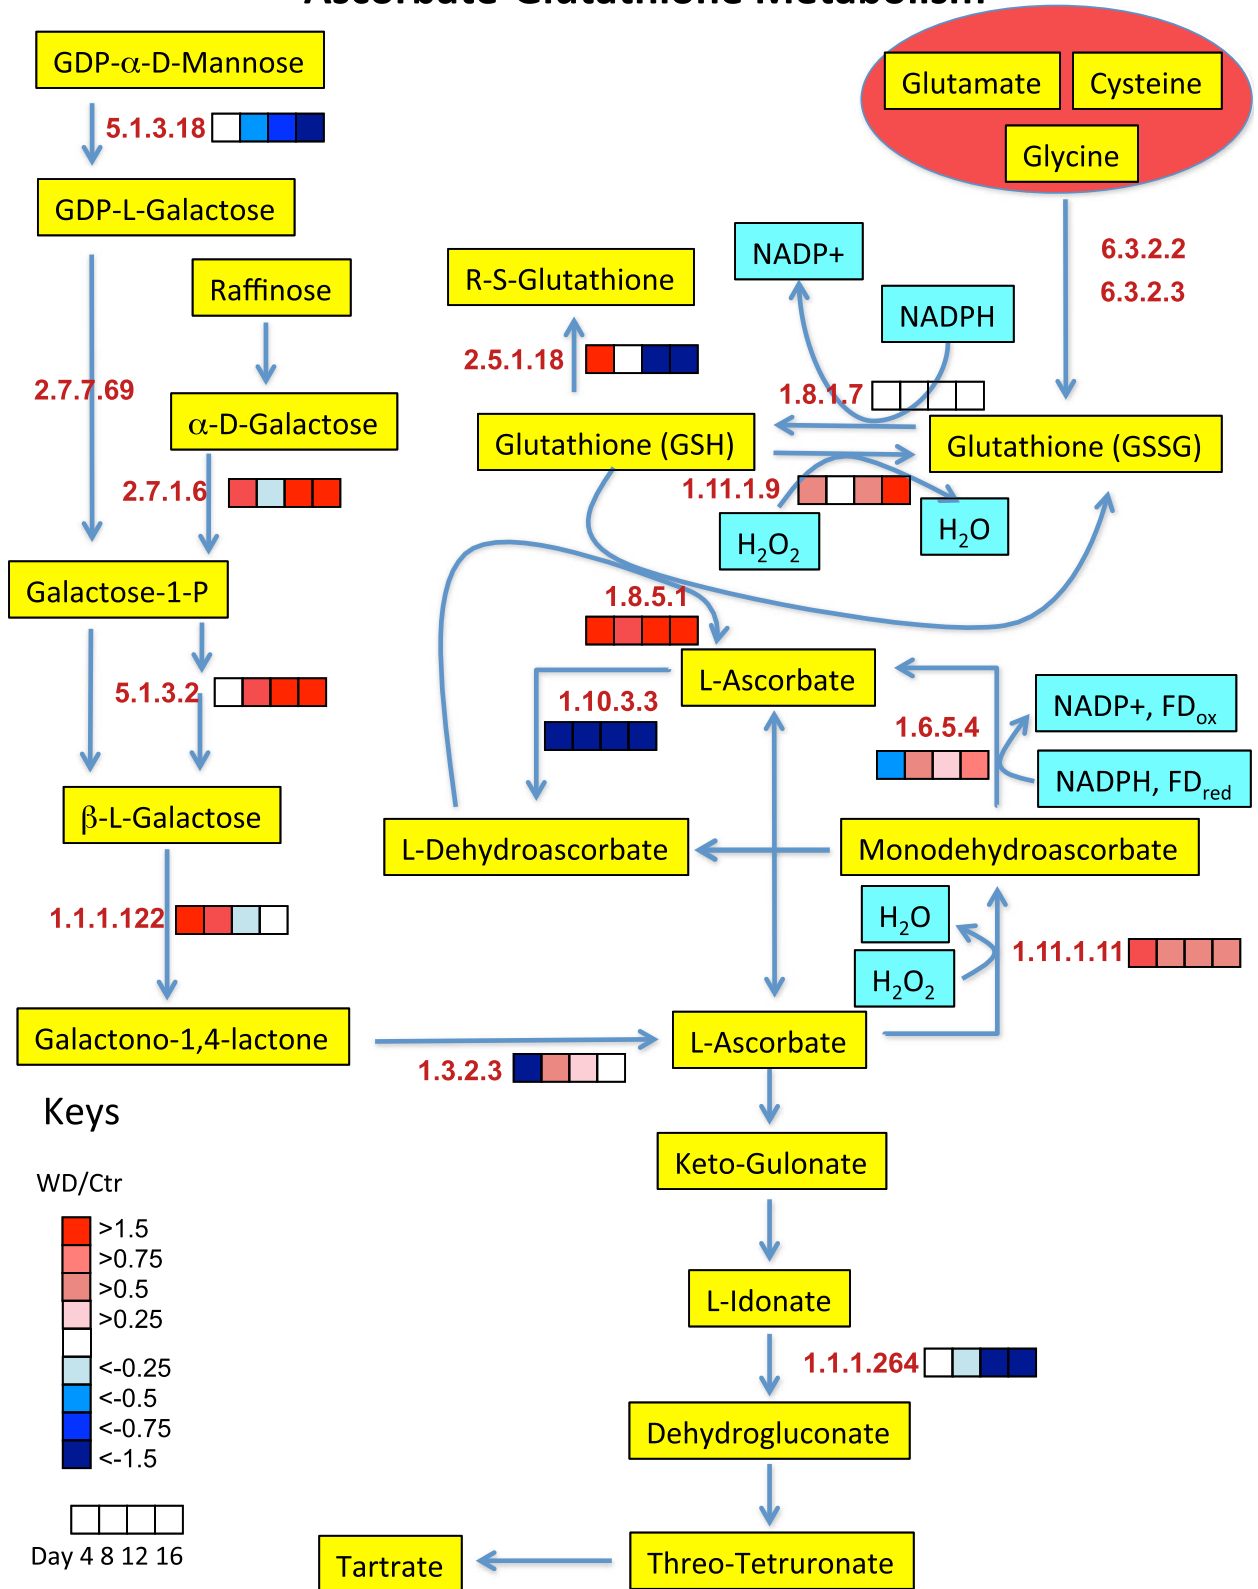 Ascorbate-Glutathione Metabolism
GDP-α-D-Mannose
5.1.3.18
GDP-L-Galactose
Raffinose
2.7.7.69
α-D-Galactose
2.7.1.6
Galactose-1-P
5.1.3.2
β-L-Galactose
1.1.1.122
Galactono-1,4-lactone
1.3.2.3
Glutamate
Cysteine
Glycine
6.3.2.2
6.3.2.3
NADP+
NADPH
R-S-Glutathione
2.5.1.18
1.8.1.7
Glutathione (GSH)
Glutathione (GSSG)
1.11.1.9
H2O2
H2O
1.8.5.1
L-Ascorbate
1.10.3.3
1.6.5.4
NADP+, FDox
NADPH, FDred
L-Dehydroascorbate
Monodehydroascorbate
H2O
H2O2
1.11.1.11
L-Ascorbate
Keto-Gulonate
L-Idonate
1.1.1.264
Dehydrogluconate
Threo-Tetruronate
Tartrate
Keys
WD/Ctr
>1.5
>0.75
>0.5
>0.25
<-0.25
<-0.5
<-0.75
<-1.5
Day 4 8 12 16